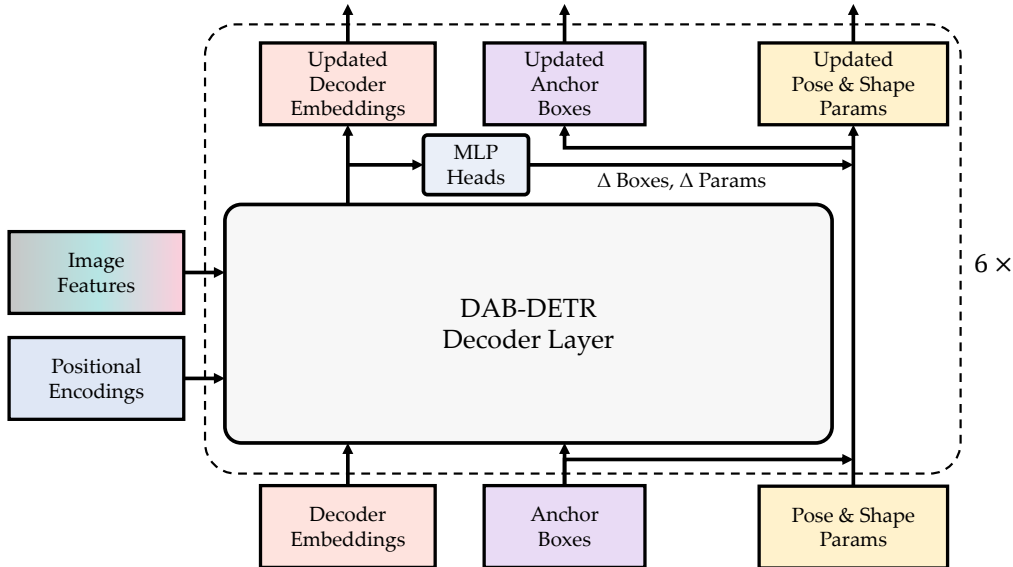 Updated
Decoder
Embeddings
Updated
Anchor
Boxes
Updated
Pose & Shape
Params
MLP
Heads
Δ Boxes, Δ Params
Image
Features
6 ×
DAB-DETR
Decoder Layer
Positional
Encodings
Decoder
Embeddings
Anchor
Boxes
Pose & Shape
Params